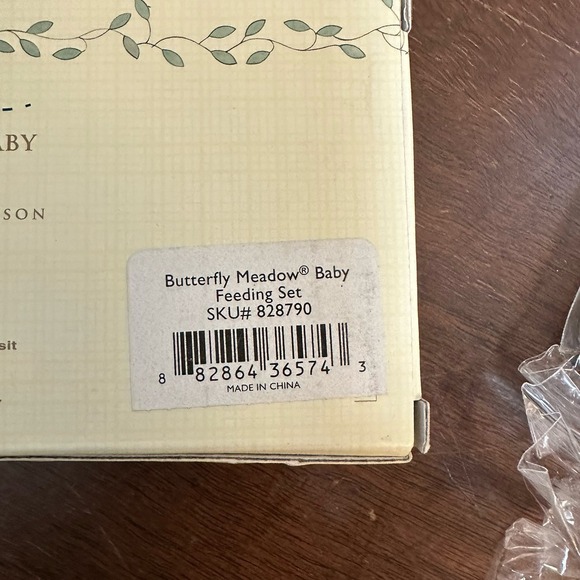 ABY
SON
Butterfly Meadow® Baby
Feeding Set
SKU# 828790
8 82864 36574 3
MADE IN CHINA
sit